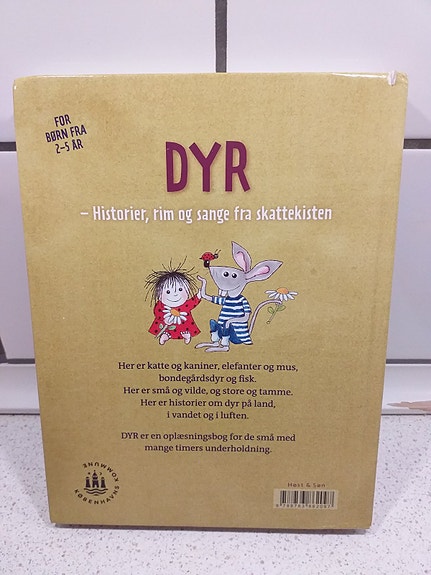 FOR
BØRN FRA
2-5 ÅR
DYR
– Historier, rim og sange fra skattekisten
Her er katte og kaniner, elefanter og mus,
bondegårdsdyr og fisk.
Her er små og vilde, og store og tamme.
Her er historier om dyr på land,
i vandet og i luften.
DYR er en oplæsningsbog for de små med
mange timers underholdning.
KØBENHAVNS KOMMUNE
Høst & Søn